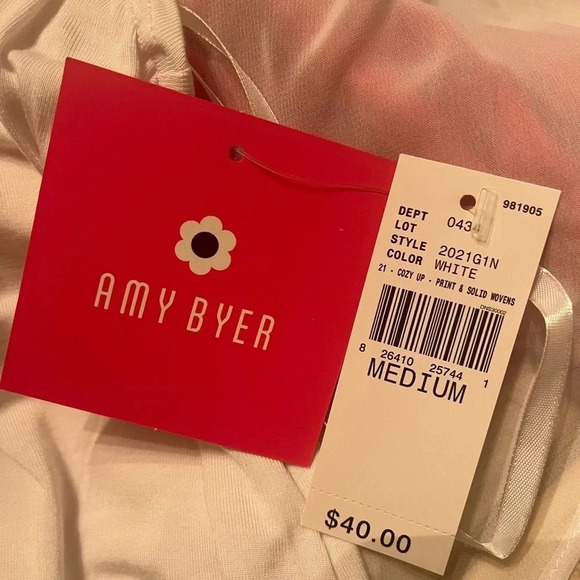 AMY BYER
981905
DEPT
LOT
STYLE 2021G1N
COLOR WHITE
21 - COZY UP - PRINT & SOLID WOVENS
DNS30002
8 26410 25744 1
MEDIUM
$40.00